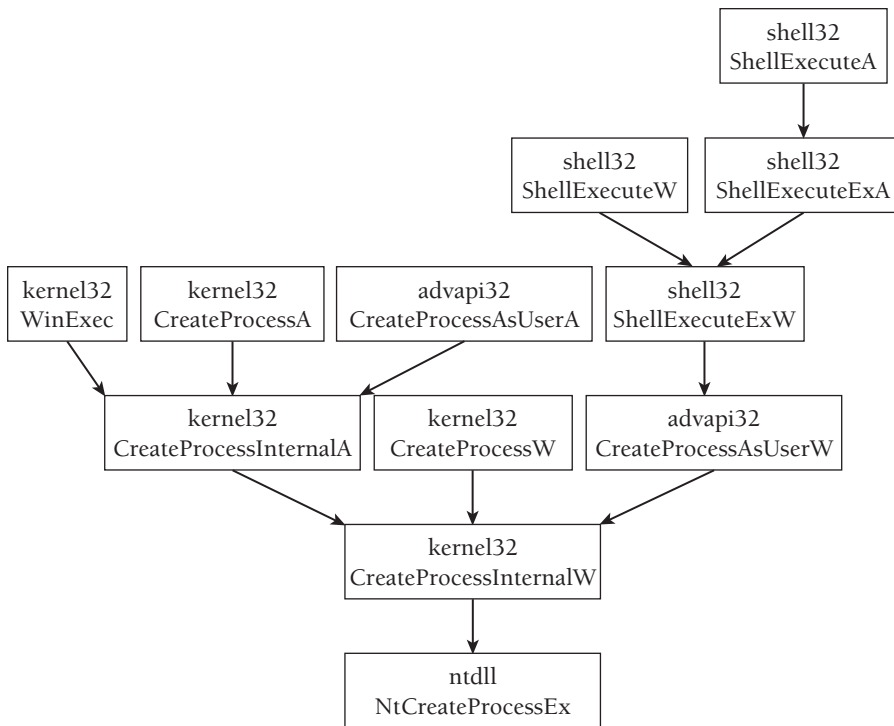 shell32
ShellExecuteA
shell32
ShellExecuteW
shell32
ShellExecuteExA
kernel32
WinExec
kernel32
CreateProcessA
advapi32
CreateProcessAsUserA
shell32
ShellExecuteExW
kernel32
CreateProcessInternalA
kernel32
CreateProcessW
advapi32
CreateProcessAsUserW
kernel32
CreateProcessInternalW
ntdll
NtCreateProcessEx